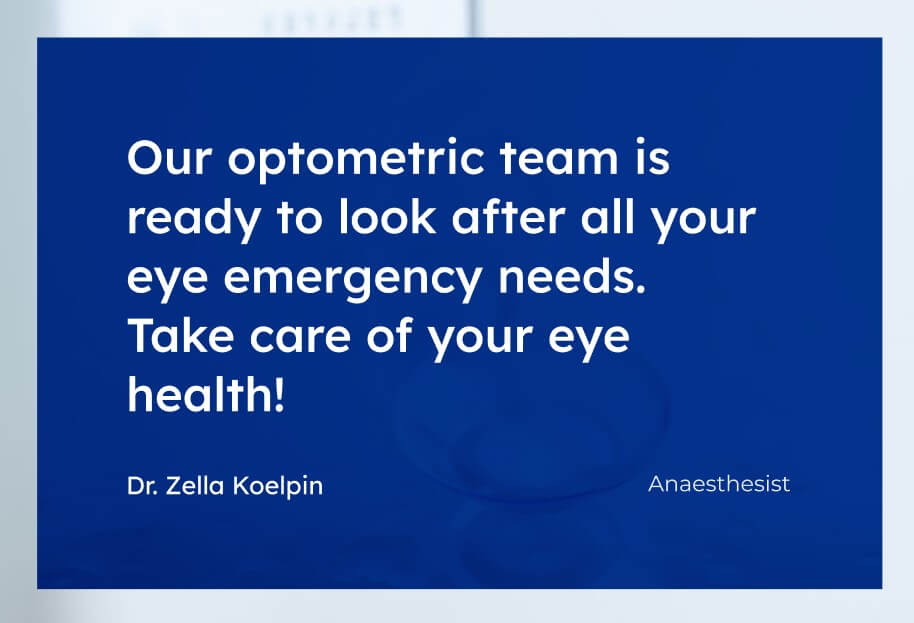 Our optometric team is
ready to look after all your
eye emergency needs.
Take care of your eye
health!
Dr. Zella Koelpin
Anaesthesist